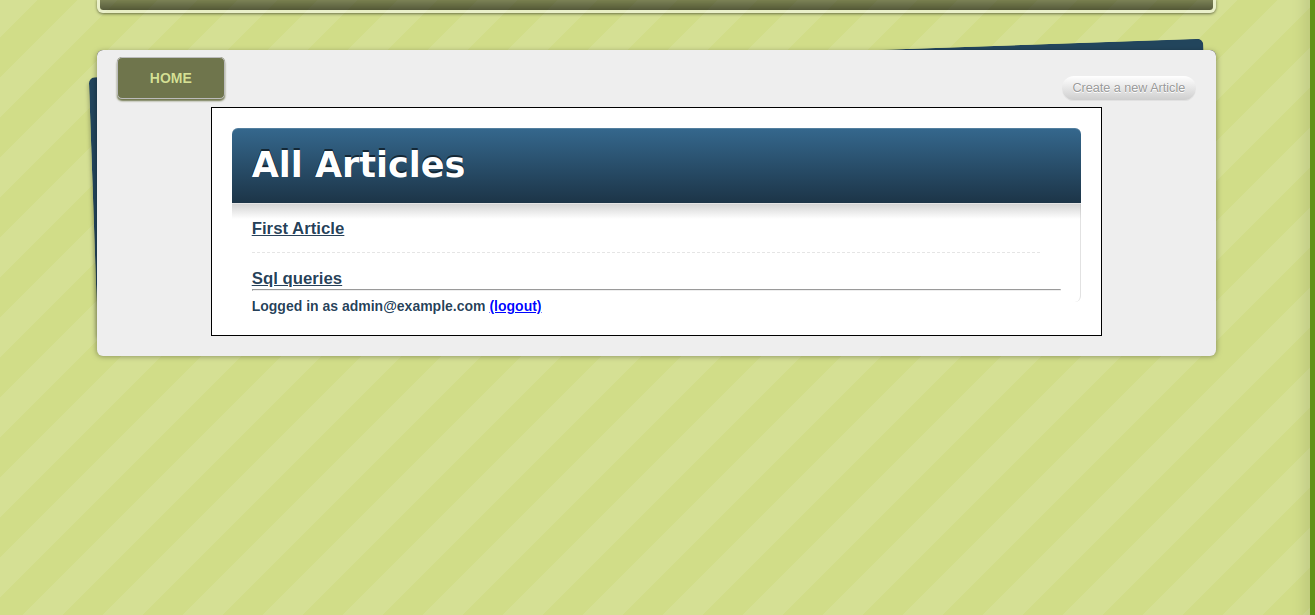 HOME
Create a new Article
All Articles
First Article
Sql queries
Logged in as admin@example.com (logout)